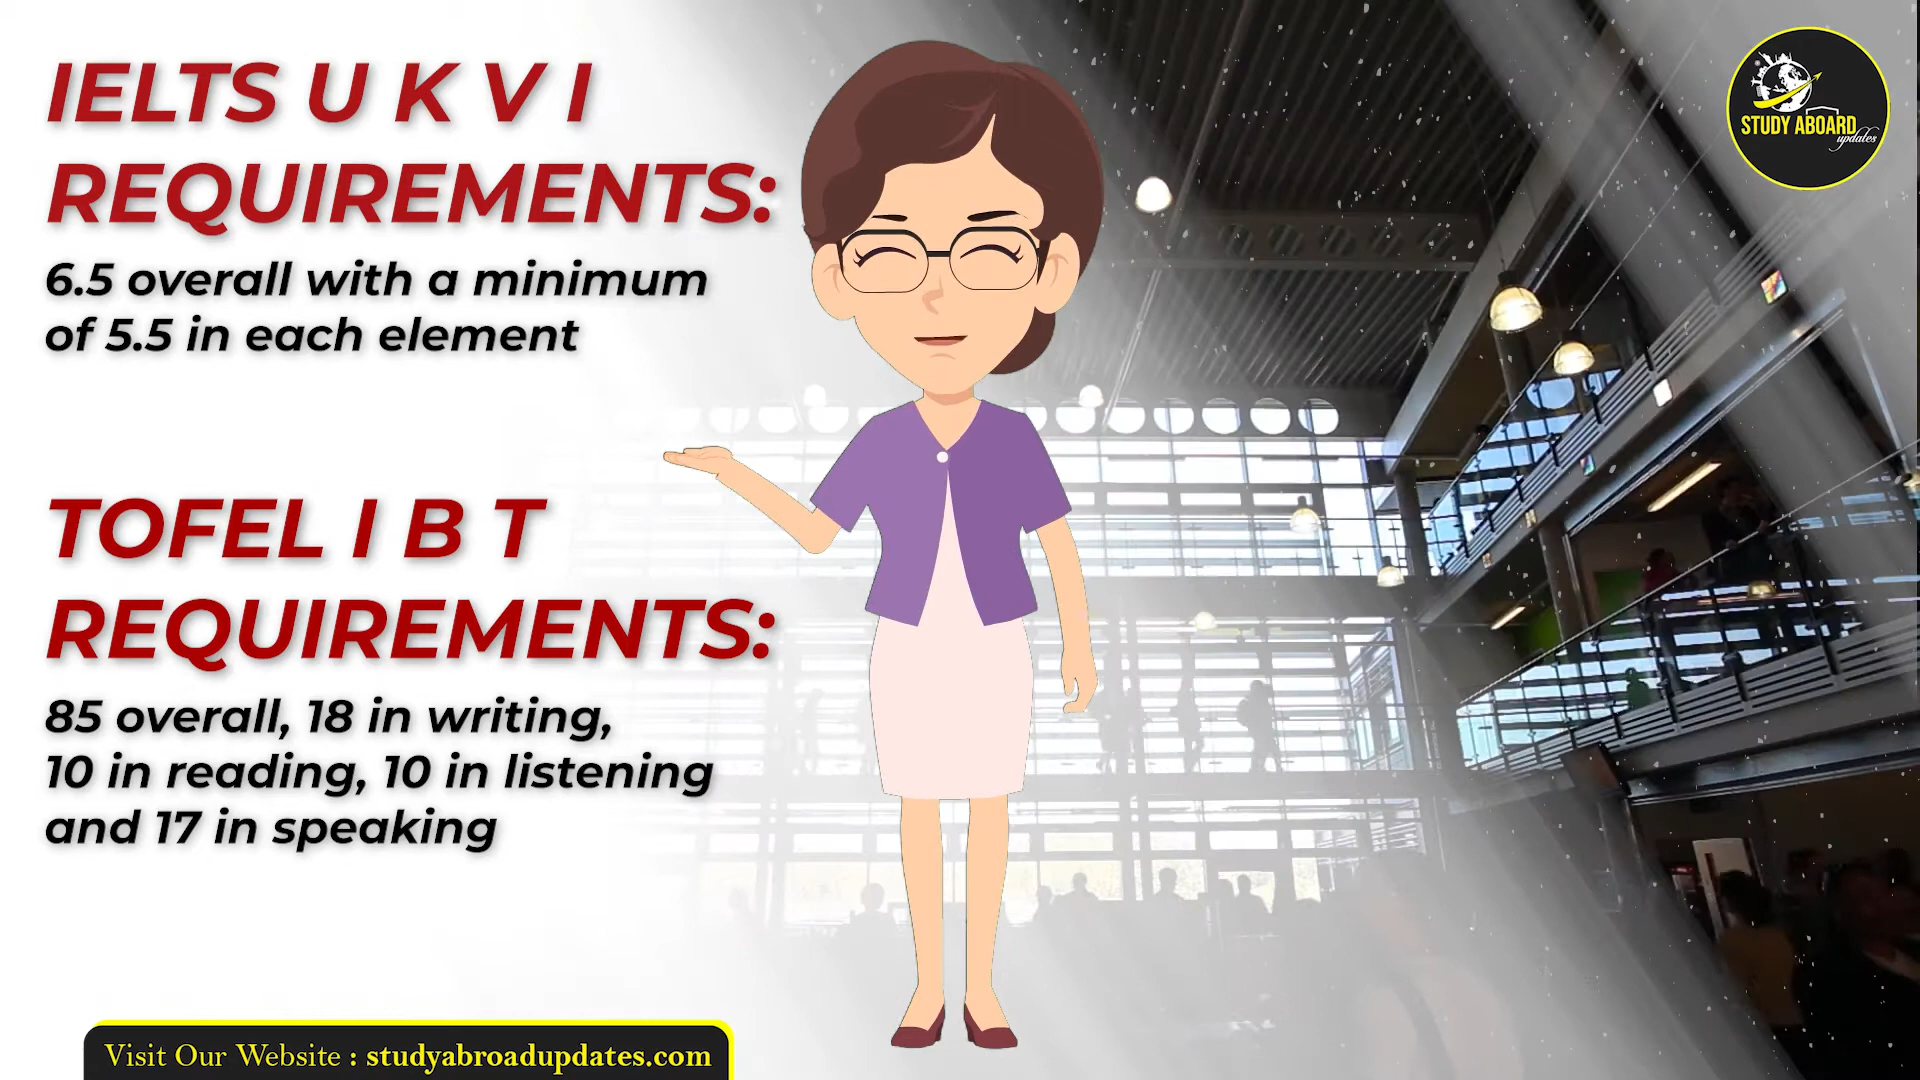 IELTS U K V I
REQUIREMENTS:
6.5 overall with a minimum
of 5.5 in each element
TOFEL I B T
REQUIREMENTS:
85 overall, 18 in writing,
10 in reading, 10 in listening
and 17 in speaking
STUDY ABOARD
updates
Visit Our Website : studyabroadupdates.com